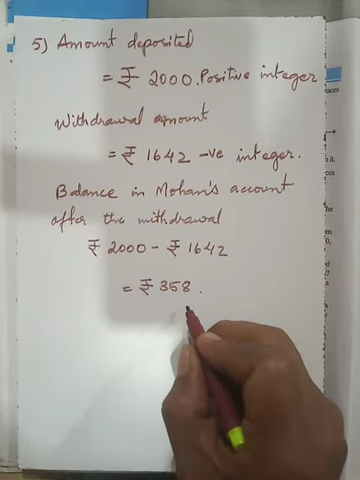 5) Amount deposited
= ₹ 2000. Positive integer
Withdrawal amount
= ₹ 1642 -ve integer.
Balance in Mohan's account
after the withdrawal
₹ 2000 - ₹ 1642
= ₹ 358.